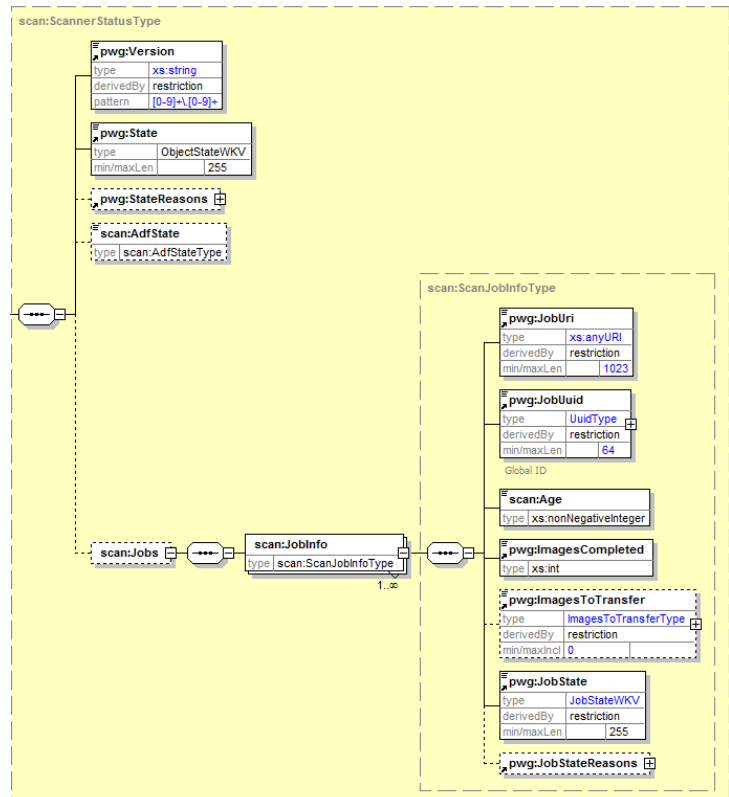 scan:ScannerStatusType
pwg:Version
type xs:string
derivedBy restriction
pattern [0-9]+\.[0-9]+
pwg:State
type ObjectStateWKV
min/maxLen 255
pwg:StateReasons
scan:AdfState
type scan:AdfStateType
scan:Jobs
scan:JobInfo
type scan:ScanJobInfoType
1..∞
scan:ScanJobInfoType
pwg:JobUri
type xs:anyURI
derivedBy restriction
min/maxLen 1023
pwg:JobUuid
type UuidType
derivedBy restriction
min/maxLen 64
Global ID
scan:Age
type xs:nonNegativeInteger
pwg:ImagesCompleted
type xs:int
pwg:ImagesToTransfer
type ImagesToTransferType
derivedBy restriction
min/maxIncl 0
pwg:JobState
type JobStateWKV
derivedBy restriction
min/maxLen 255
pwg:JobStateReasons